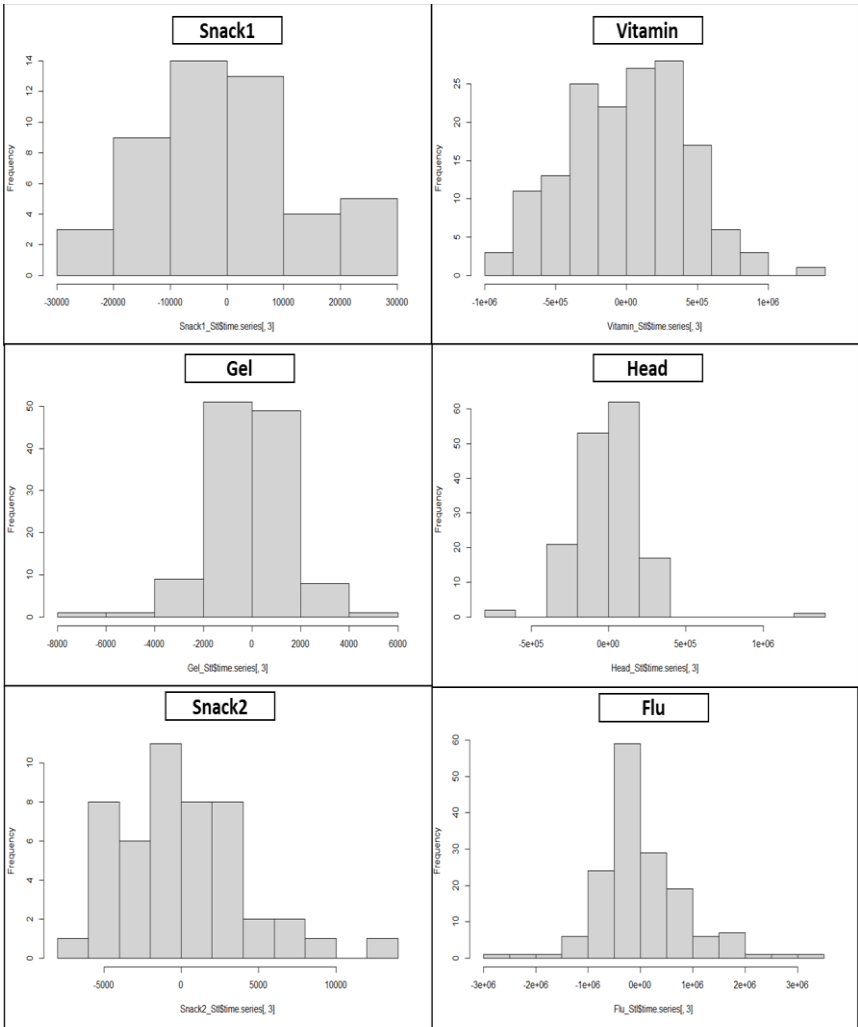 Snack1
Frequency
0 2 4 6 8 10 12 14
-30000 -20000 -10000 0 10000 20000 30000
Snack1_Stl$time.series[, 3]
Vitamin
Frequency
0 5 10 15 20 25
-1e+06 -5e+05 0e+00 5e+05 1e+06
Vitamin_Stl$time.series[, 3]
Gel
Frequency
0 10 20 30 40 50
-8000 -6000 -4000 -2000 0 2000 4000 6000
Gel_Stl$time.series[, 3]
Head
Frequency
0 10 20 30 40 50 60
-5e+05 0e+00 5e+05 1e+06
Head_Stl$time.series[, 3]
Snack2
Frequency
0 2 4 6 8 10
-5000 0 5000 10000
Snack2_Stl$time.series[, 3]
Flu
Frequency
0 10 20 30 40 50 60
-3e+06 -2e+06 -1e+06 0e+00 1e+06 2e+06 3e+06
Flu_Stl$time.series[, 3]